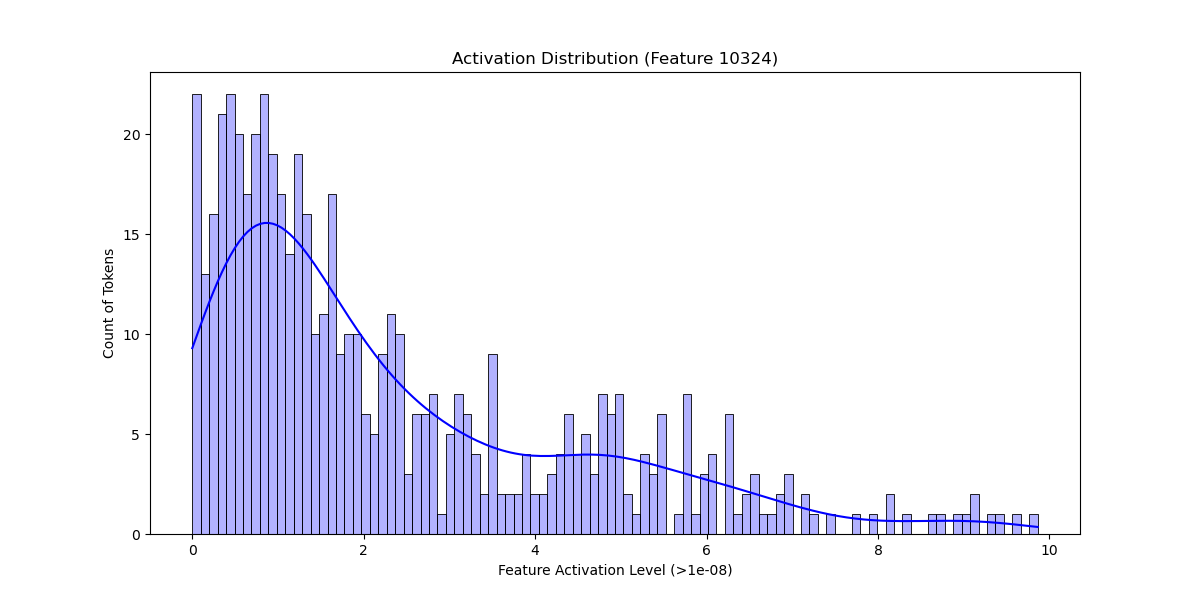 Activation Distribution (Feature 10324)
20
15
10
5
0
Count of Tokens
0 2 4 6 8 10
Feature Activation Level (>1e-08)